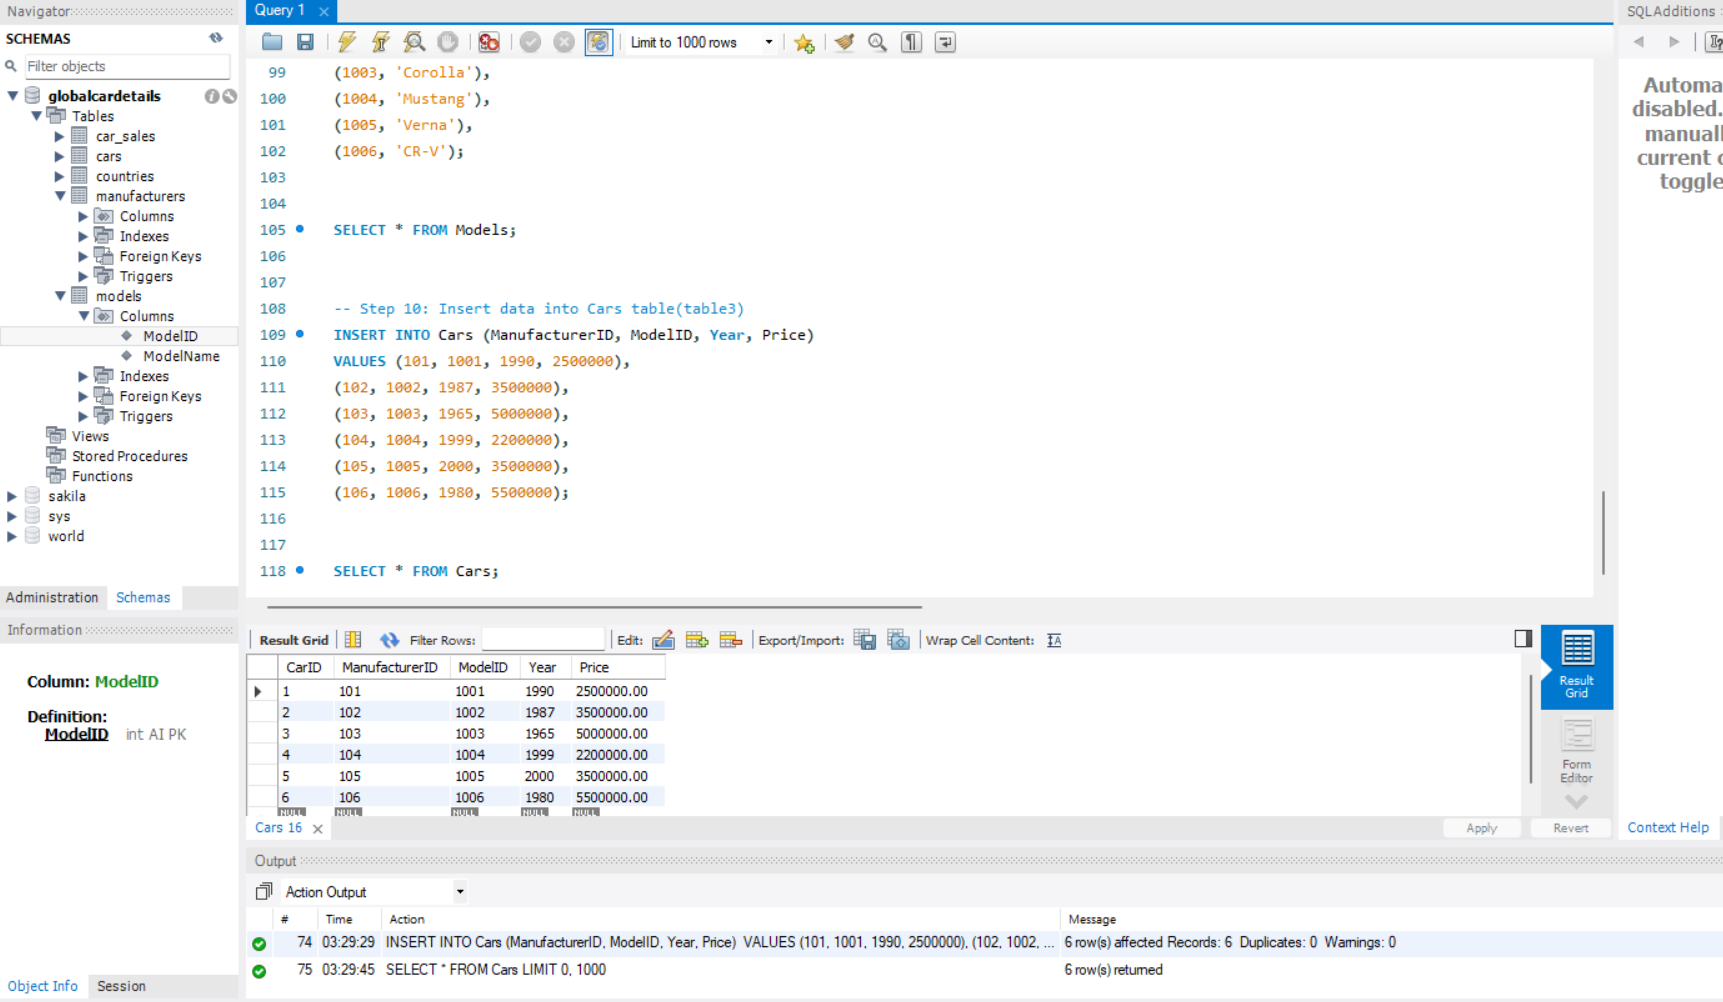 Navigator
SCHEMAS
Filter objects
globalcardetails
Tables
car_sales
cars
countries
manufacturers
Columns
Indexes
Foreign Keys
Triggers
models
Columns
ModelID
ModelName
Indexes
Foreign Keys
Triggers
Views
Stored Procedures
Functions
sakila
sys
world
Administration Schemas
Information
Column: ModelID
Definition:
ModelID int AI PK
Object Info Session
Query 1
Limit to 1000 rows
99 (1003, 'Corolla'),
100 (1004, 'Mustang'),
101 (1005, 'Verna'),
102 (1006, 'CR-V');
103
104
105 SELECT * FROM Models;
106
107
108 -- Step 10: Insert data into Cars table(table3)
109 INSERT INTO Cars (ManufacturerID, ModelID, Year, Price)
110 VALUES (101, 1001, 1990, 2500000),
111 (102, 1002, 1987, 3500000),
112 (103, 1003, 1965, 5000000),
113 (104, 1004, 1999, 2200000),
114 (105, 1005, 2000, 3500000),
115 (106, 1006, 1980, 5500000);
116
117
118 SELECT * FROM Cars;
Result Grid Filter Rows: Edit: Export/Import: Wrap Cell Content:
CarID ManufacturerID ModelID Year Price
1 101 1001 1990 2500000.00
2 102 1002 1987 3500000.00
3 103 1003 1965 5000000.00
4 104 1004 1999 2200000.00
5 105 1005 2000 3500000.00
6 106 1006 1980 5500000.00
NULL NULL NULL NULL NULL
Result
Grid
Form
Editor
Cars 16 Apply Revert
Output
Action Output
# Time Action Message
74 03:29:29 INSERT INTO Cars (ManufacturerID, ModelID, Year, Price) VALUES (101, 1001, 1990, 2500000), (102, 1002, ... 6 row(s) affected Records: 6 Duplicates: 0 Warnings: 0
75 03:29:45 SELECT * FROM Cars LIMIT 0, 1000 6 row(s) returned
SQLAdditions
Automa
disabled.
manuall
current c
toggle
Context Help